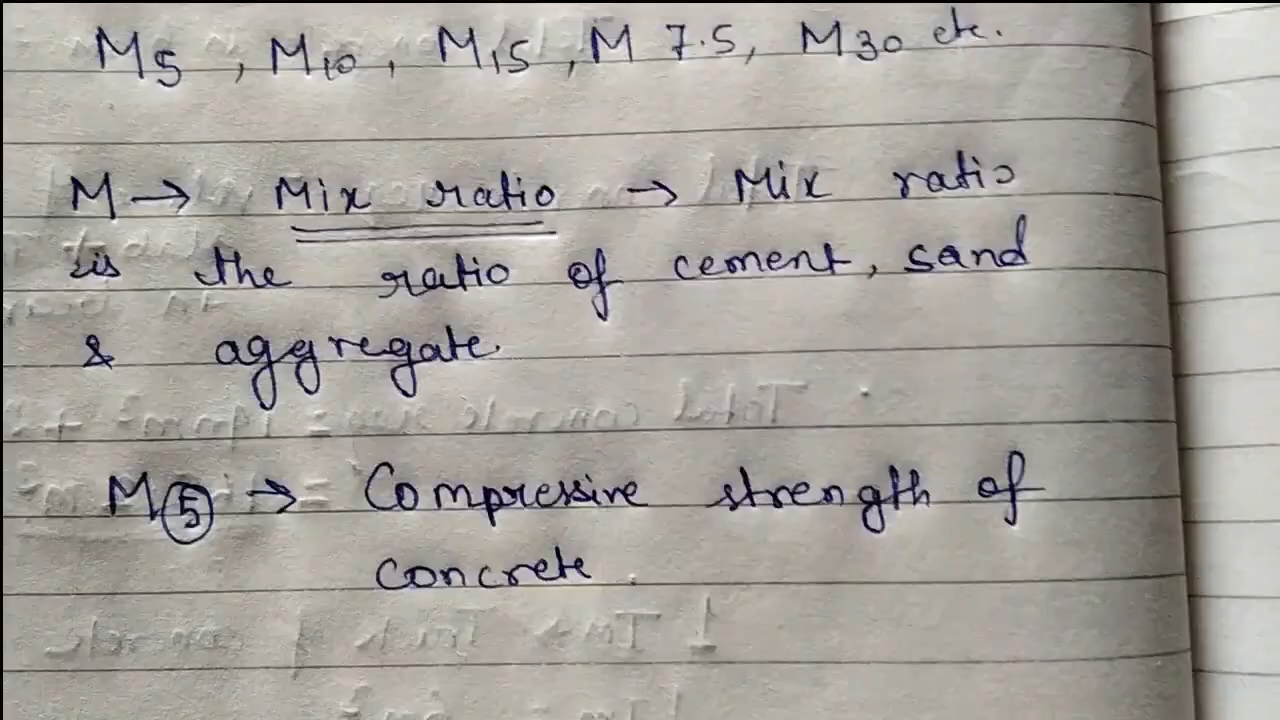 M5, M10, M15, M 7.5, M30 etc.
M → Mix ratio → Mix ratio
is the ratio of cement, sand
& aggregate.
M5 → Compressive strength of
concrete.